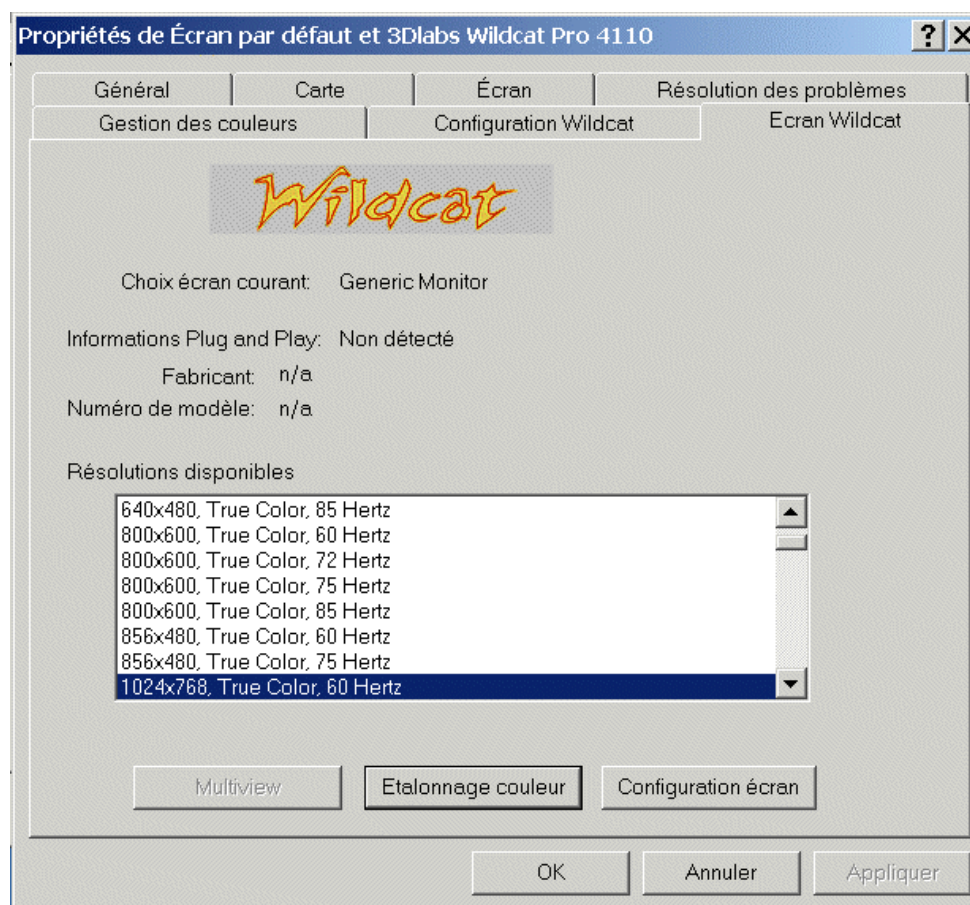 Propriétés de Écran par défaut et 3Dlabs Wildcat Pro 4110
Général Carte Écran Résolution des problèmes
Gestion des couleurs Configuration Wildcat Ecran Wildcat
Wildcat
Choix écran courant: Generic Monitor
Informations Plug and Play: Non détecté
Fabricant: n/a
Numéro de modèle: n/a
Résolutions disponibles
640x480, True Color, 85 Hertz
800x600, True Color, 60 Hertz
800x600, True Color, 72 Hertz
800x600, True Color, 75 Hertz
800x600, True Color, 85 Hertz
856x480, True Color, 60 Hertz
856x480, True Color, 75 Hertz
1024x768, True Color, 60 Hertz
Multiview Etalonnage couleur Configuration écran
OK Annuler Appliquer